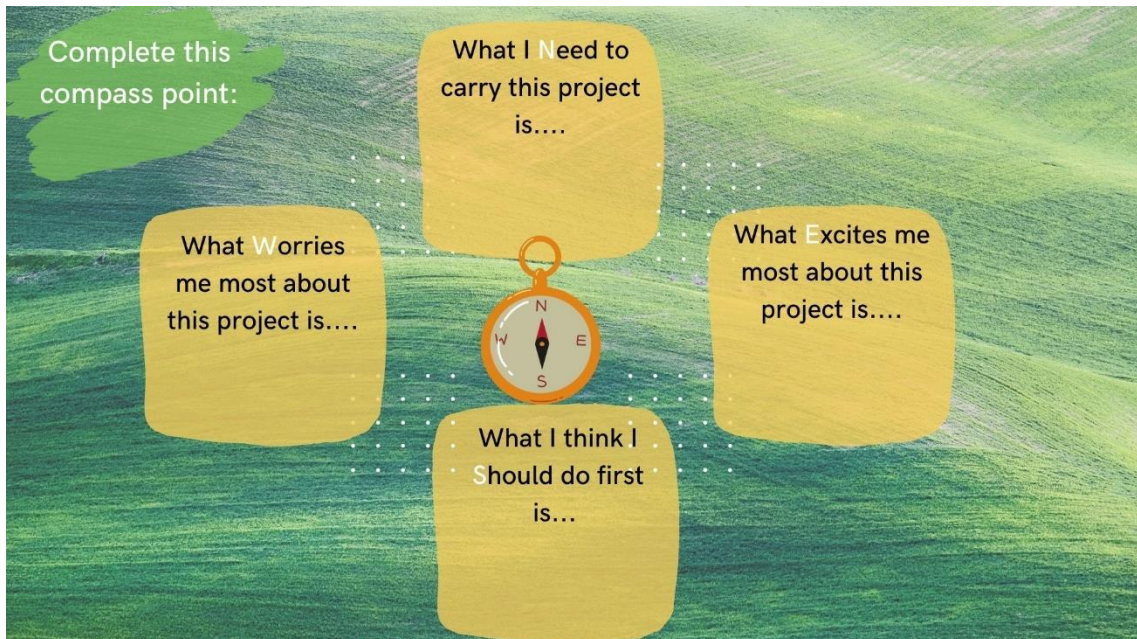 Complete this
compass point:
What I Need to
carry this project
is....
What Worries
me most about
this project is....
What Excites me
most about this
project is....
N
W
E
S
What I think I
Should do first
is...